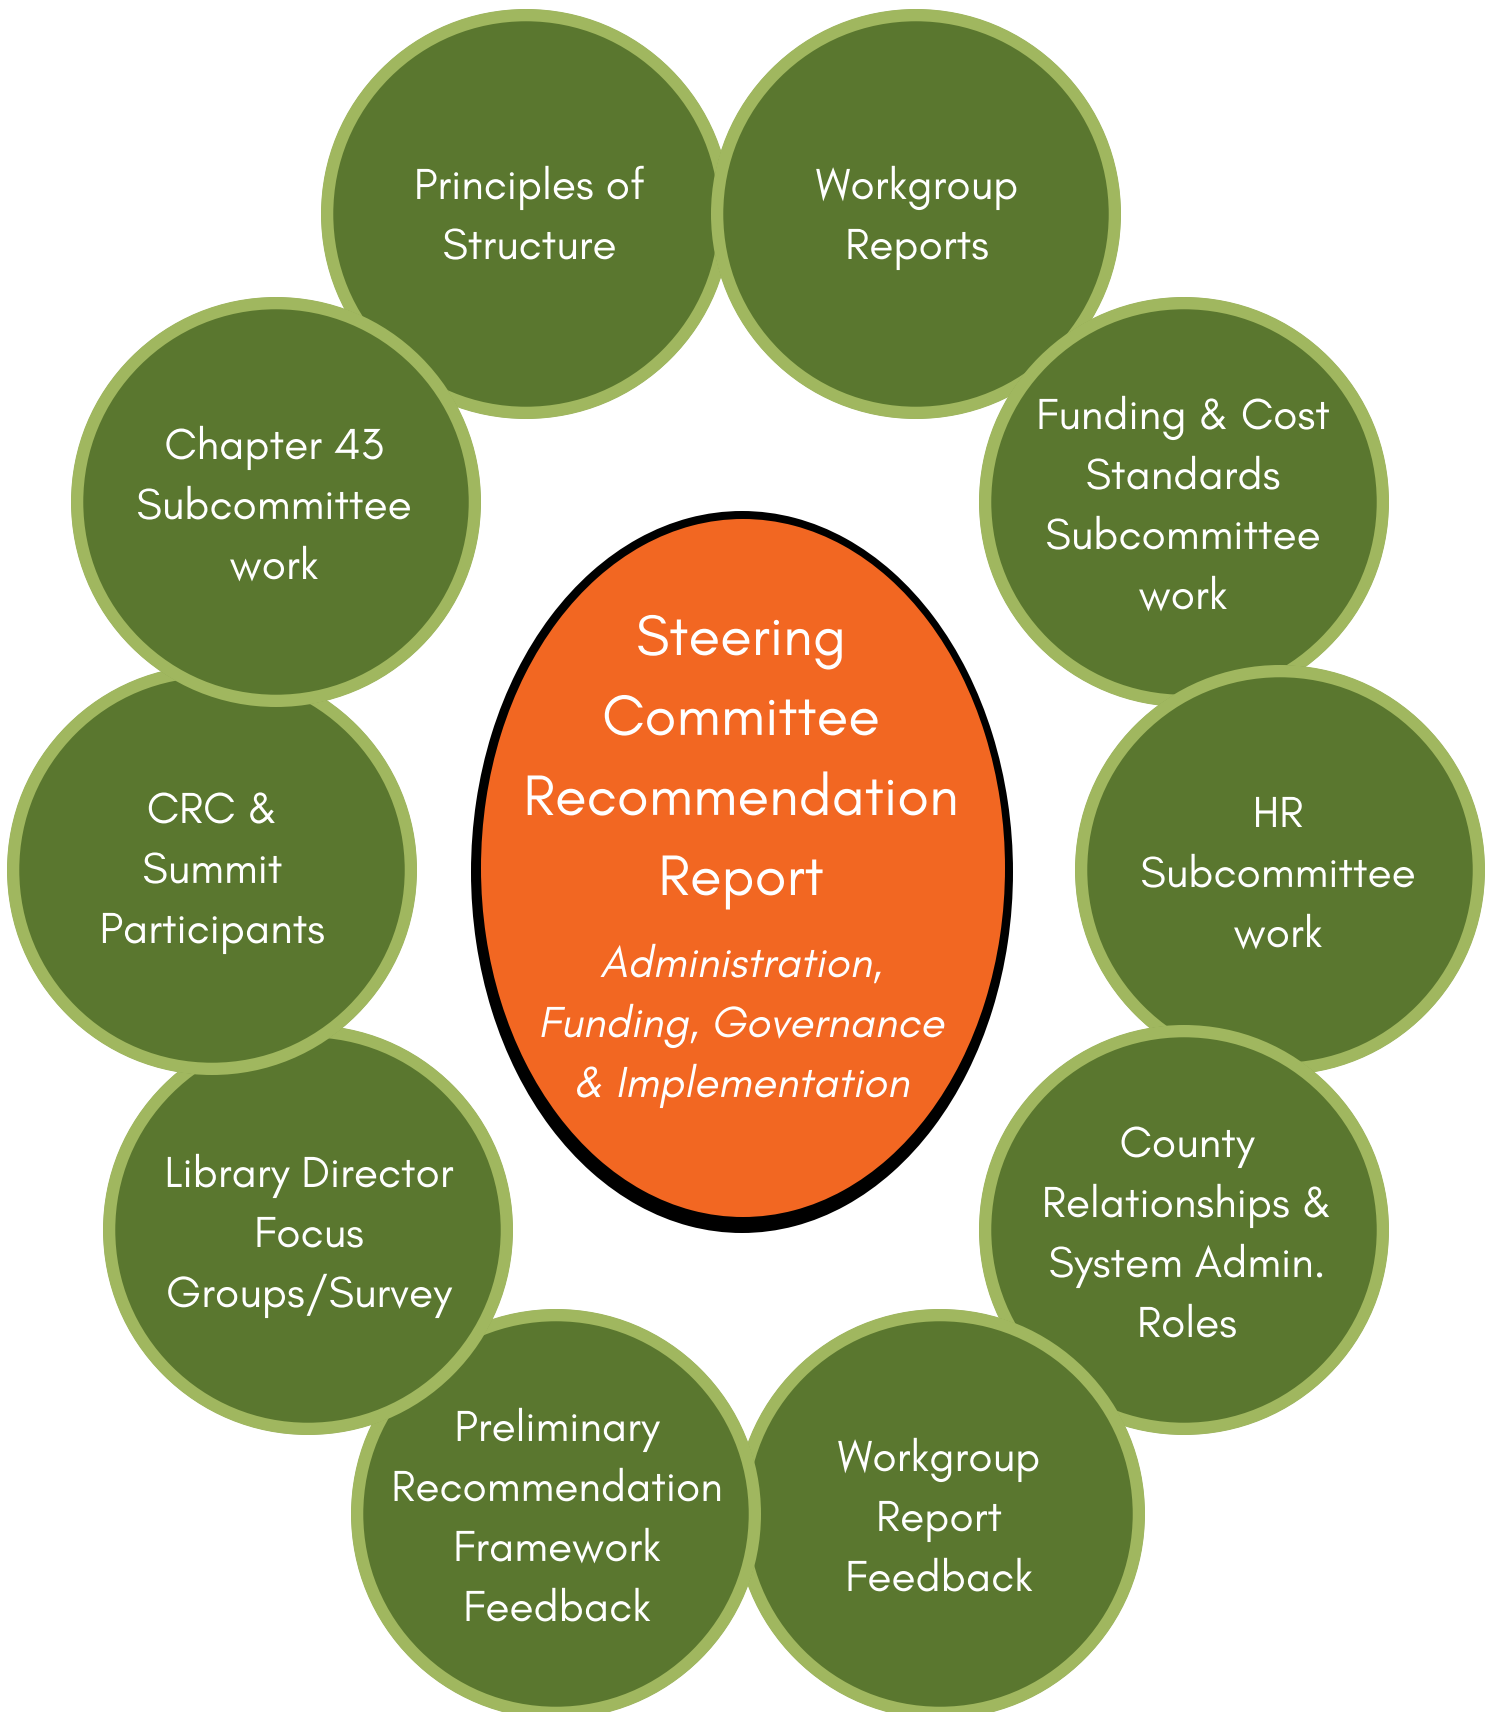 Principles of
Structure
Workgroup
Reports
Funding & Cost
Standards
Subcommittee
work
HR
Subcommittee
work
County
Relationships &
System Admin.
Roles
Workgroup
Report
Feedback
Preliminary
Recommendation
Framework
Feedback
Library Director
Focus
Groups/Survey
CRC &
Summit
Participants
Chapter 43
Subcommittee
work
Steering
Committee
Recommendation
Report
Administration,
Funding, Governance
& Implementation